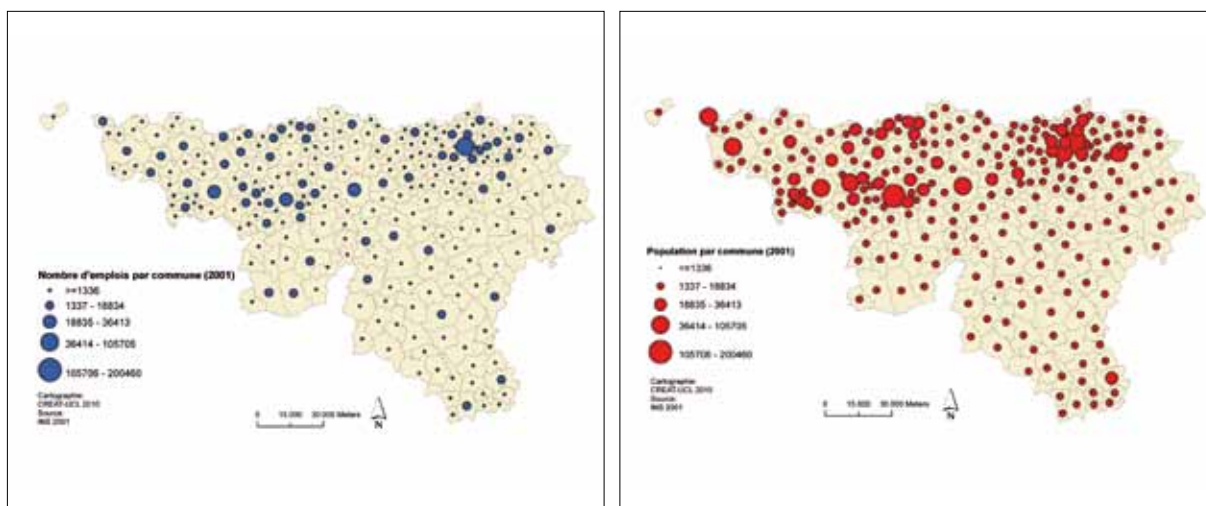 Nombre d'emplois par commune (2001)
>=1336
1337 - 18834
18835 - 36413
36414 - 105705
105706 - 200460
Cartographie:
CREAT-UCL 2010
Source:
INS 2001
0 15.000 30.000 Meters
N
Population par commune (2001)
<=1336
1337 - 18834
18835 - 36413
36414 - 105705
105706 - 200460
Cartographie:
CREAT-UCL 2010
Source:
INS 2001
0 15.000 30.000 Meters
N